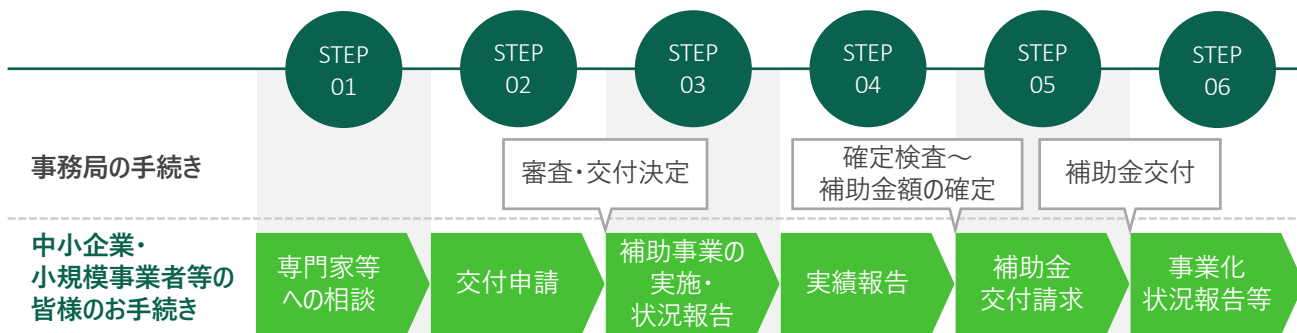 STEP
01
STEP
02
STEP
03
STEP
04
STEP
05
STEP
06
事務局の手続き
審査・交付決定
確定検査～
補助金額の確定
補助金交付
中小企業・
小規模事業者等の
皆様のお手続き
専門家等
への相談
交付申請
補助事業の
実施・
状況報告
実績報告
補助金
交付請求
事業化
状況報告等